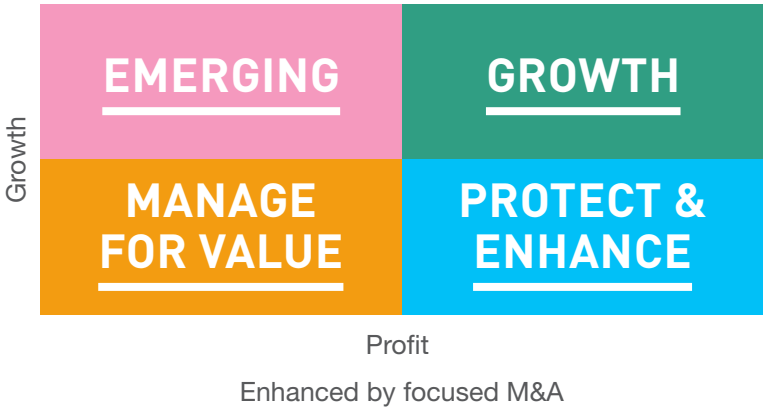 EMERGING
GROWTH
Growth
MANAGE
FOR VALUE
PROTECT &
ENHANCE
Profit
Enhanced by focused M&A